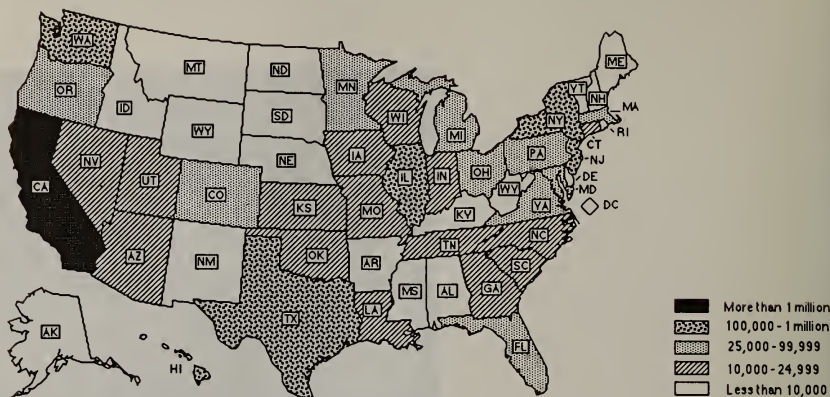 WA
MT
ND
MN
ME
OR
ID
SD
WI
MI
YT
NH
MA
NY
RI
WY
CT
NJ
NE
IA
PA
DE
MD
NV
UT
IL
IN
OH
WY
YA
DC
CA
CO
KS
MO
KY
NC
AZ
NM
OK
AR
TN
SC
MS
AL
GA
TX
LA
FL
AK
HI
More than 1 million
100,000 - 1 million
25,000 - 99,999
10,000 - 24,999
Less than 10,000